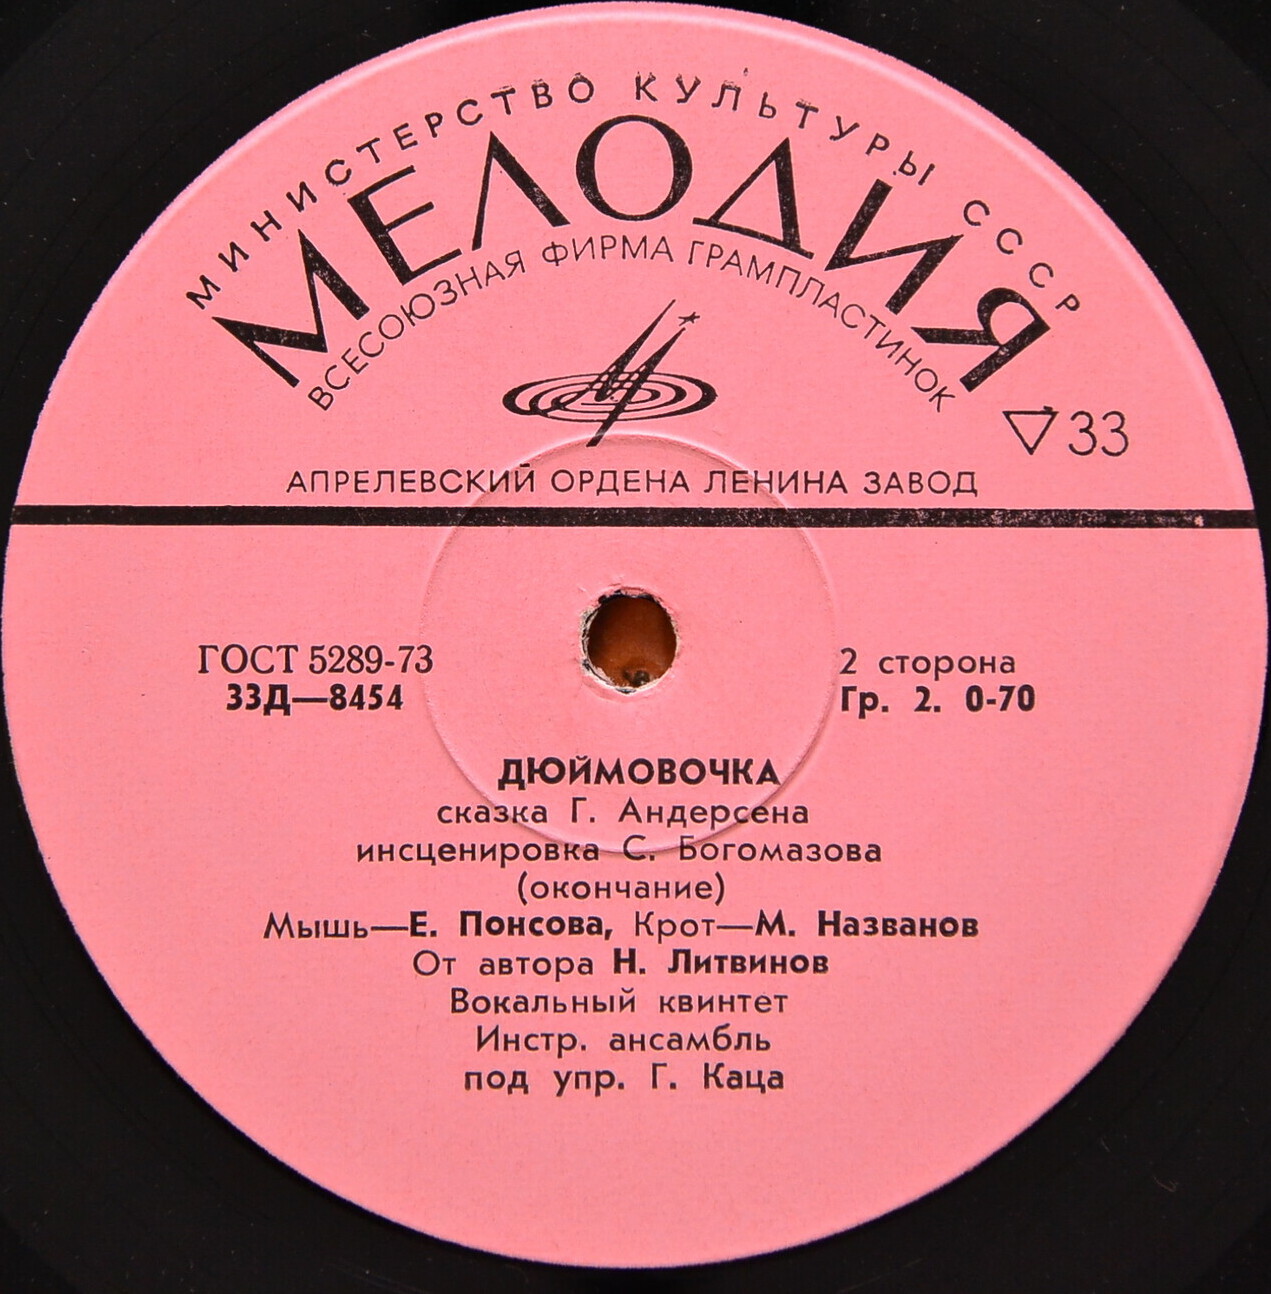 МИНИСТЕРСТВО КУЛЬТУРЫ СССР
МЕЛОДИЯ
ВСЕСОЮЗНАЯ ФИРМА ГРАМПЛАСТИНОК
33
АПРЕЛЕВСКИЙ ОРДЕНА ЛЕНИНА ЗАВОД
ГОСТ 5289-73
33Д—8454
2 сторона
Гр. 2. 0-70
ДЮЙМОВОЧКА
сказка Г. Андерсена
инсценировка С. Богомазова
(окончание)
Мышь—Е. Понсова, Крот—М. Названов
От автора Н. Литвинов
Вокальный квинтет
Инстр. ансамбль
под упр. Г. Каца